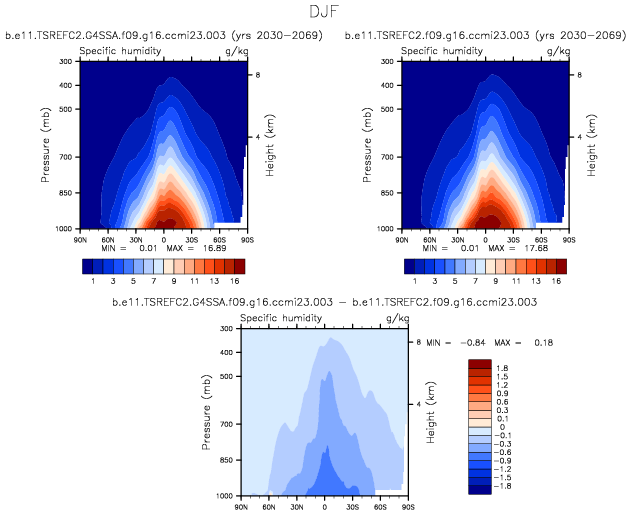 DJF
b.e11.TSREFC2.G4SSA.f09.g16.ccmi23.003 (yrs 2030-2069)
b.e11.TSREFC2.f09.g16.ccmi23.003 (yrs 2030-2069)
Specific humidity g/kg
Specific humidity g/kg
300
400
500
700
850
1000
Pressure (mb)
8
4
Height (km)
90N 60N 30N 0 30S 60S 90S
MIN = 0.01 MAX = 16.89
1 3 5 7 9 11 13 16
300
400
500
700
850
1000
Pressure (mb)
8
4
Height (km)
90N 60N 30N 0 30S 60S 90S
MIN = 0.01 MAX = 17.68
1 3 5 7 9 11 13 16
b.e11.TSREFC2.G4SSA.f09.g16.ccmi23.003 - b.e11.TSREFC2.f09.g16.ccmi23.003
Specific humidity g/kg
MIN = -0.84 MAX = 0.18
300
400
500
700
850
1000
Pressure (mb)
8
4
Height (km)
90N 60N 30N 0 30S 60S 90S
1.8
1.5
1.2
0.9
0.6
0.3
0.1
0
-0.1
-0.3
-0.6
-0.9
-1.2
-1.5
-1.8